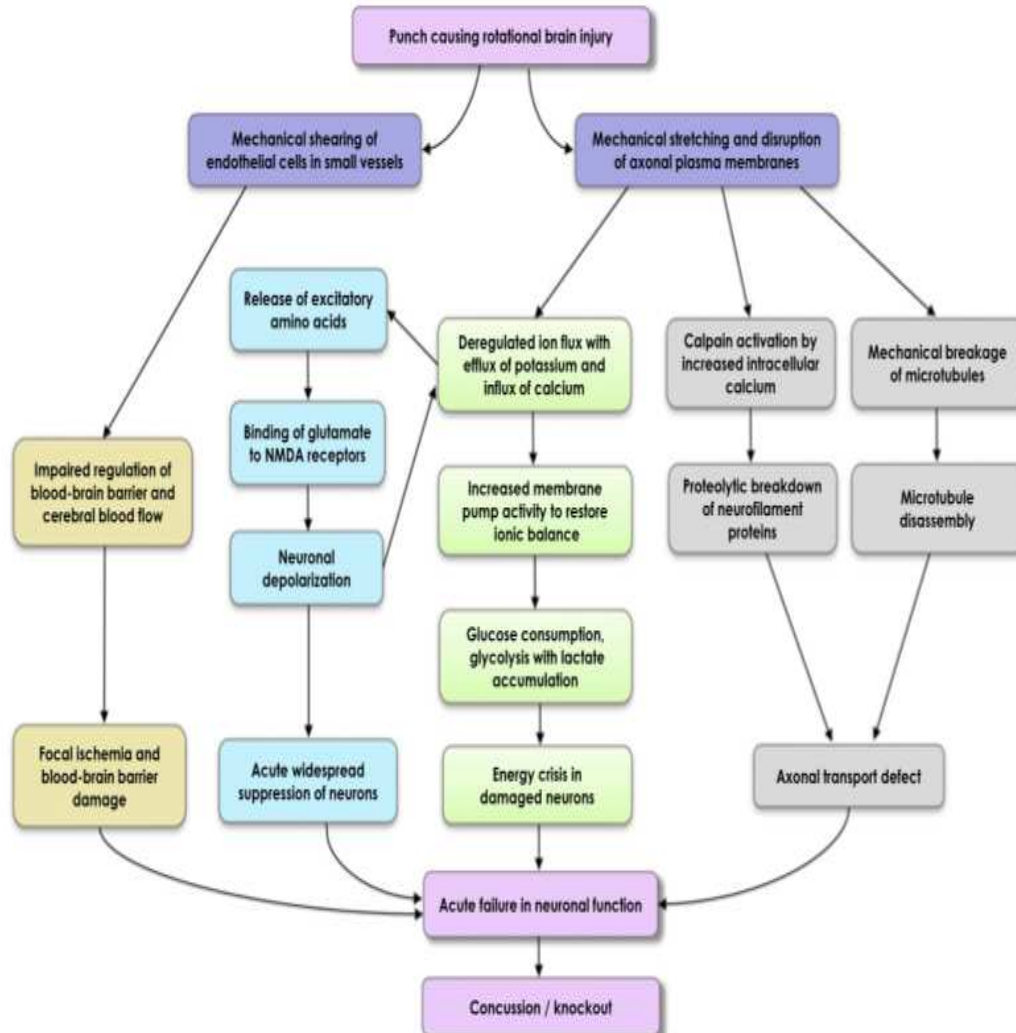 Punch causing rotational brain injury
Mechanical shearing of
endothelial cells in small vessels
Mechanical stretching and disruption
of axonal plasma membranes
Release of excitatory
amino acids
Deregulated ion flux with
efflux of potassium and
influx of calcium
Calpain activation by
increased intracellular
calcium
Mechanical breakage
of microtubules
Binding of glutamate
to NMDA receptors
Impaired regulation of
blood-brain barrier and
cerebral blood flow
Increased membrane
pump activity to restore
ionic balance
Proteolytic breakdown
of neurofilament
proteins
Microtubule
disassembly
Neuronal
depolarization
Glucose consumption,
glycolysis with lactate
accumulation
Focal ischemia and
blood-brain barrier
damage
Acute widespread
suppression of neurons
Energy crisis in
damaged neurons
Axonal transport defect
Acute failure in neuronal function
Concussion / knockout